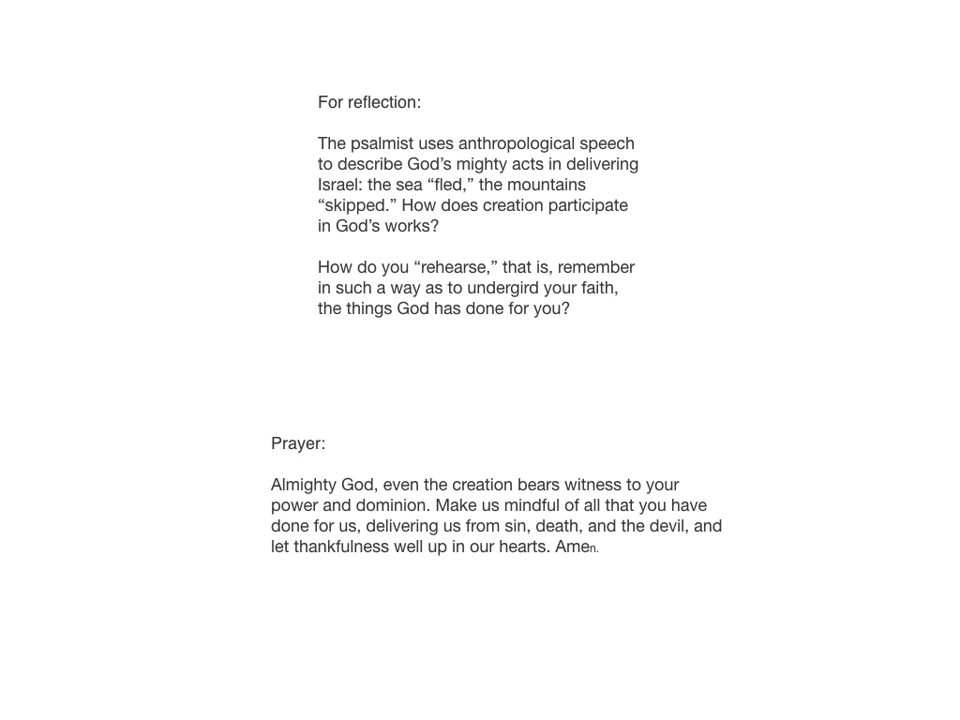 For reflection:
The psalmist uses anthropological speech
to describe God’s mighty acts in delivering
Israel: the sea “fled,” the mountains
“skipped.” How does creation participate
in God’s works?
How do you “rehearse,” that is, remember
in such a way as to undergird your faith,
the things God has done for you?
Prayer:
Almighty God, even the creation bears witness to your
power and dominion. Make us mindful of all that you have
done for us, delivering us from sin, death, and the devil, and
let thankfulness well up in our hearts. Amen.